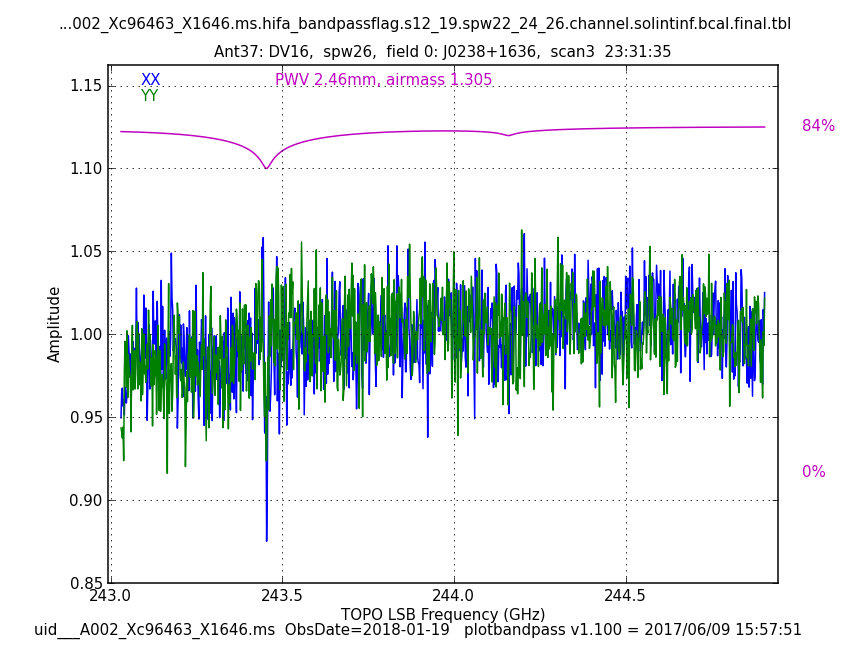 ...002_Xc96463_X1646.ms.hifa_bandpassflag.s12_19.spw22_24_26.channel.solintinf.bcal.final.tbl
Ant37: DV16, spw26, field 0: J0238+1636, scan3 23:31:35
XX
YY
PWV 2.46mm, airmass 1.305
84%
0%
1.15
1.10
1.05
1.00
0.95
0.90
0.85
Amplitude
243.0 243.5 244.0 244.5
TOPO LSB Frequency (GHz)
uid___A002_Xc96463_X1646.ms ObsDate=2018-01-19 plotbandpass v1.100 = 2017/06/09 15:57:51